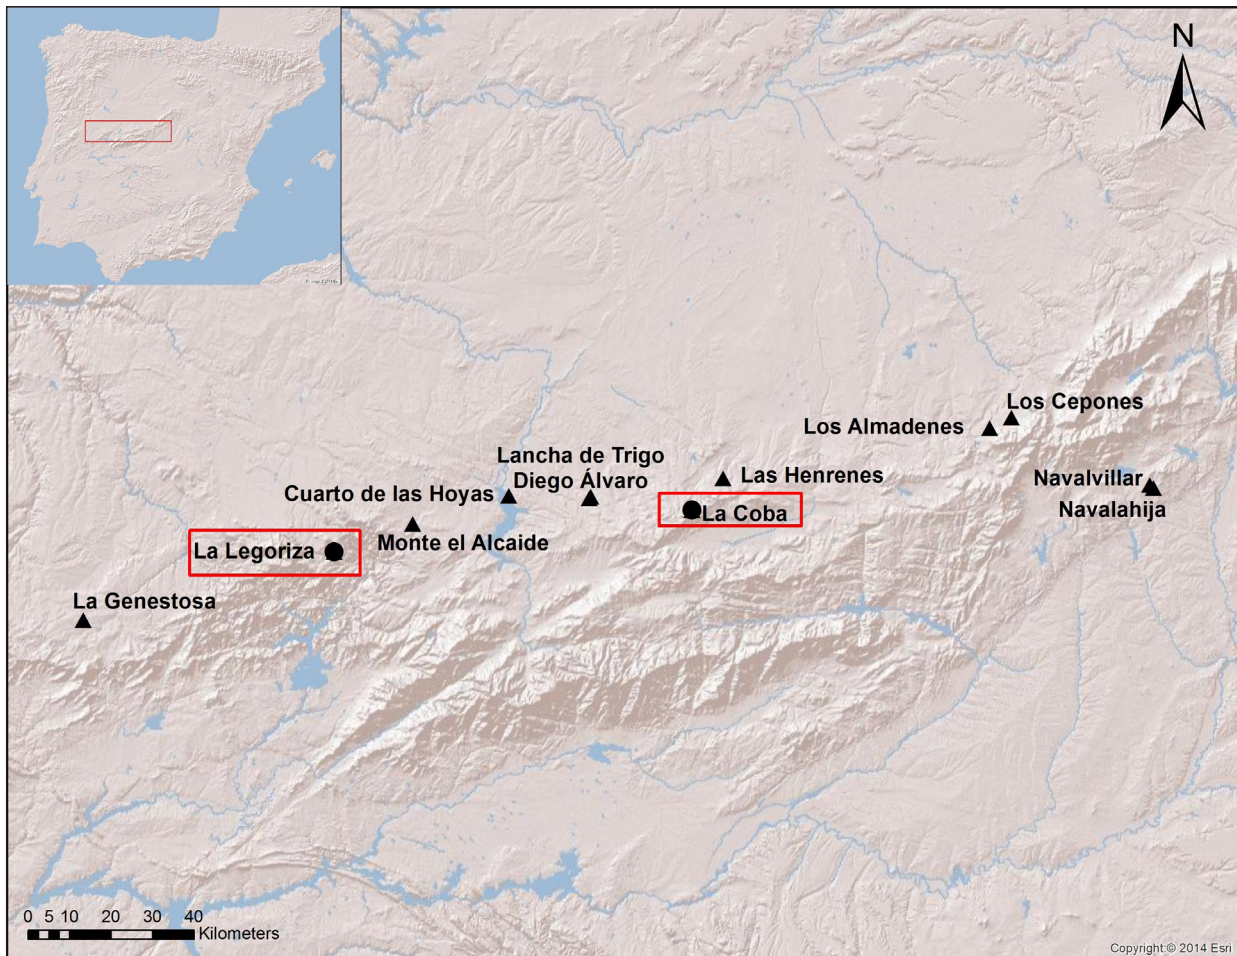 N
Los Cepones
Los Almadenes
Lancha de Trigo
Diego Álvaro
Las Henrenes
Navalvillar
Navalahija
Cuarto de las Hoyas
La Coba
Monte el Alcaide
La Legoriza
La Genestosa
0 5 10 20 30 40
Kilometers
Copyright:© 2014 Esri